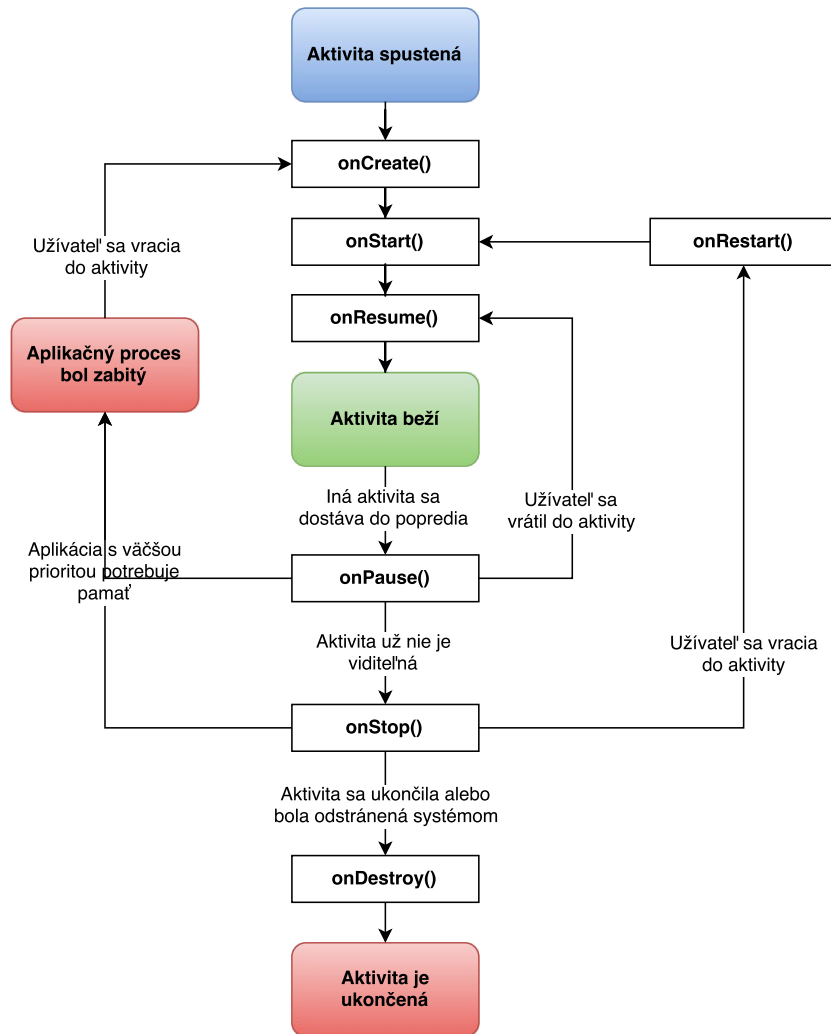 Aktivita spustená
onCreate()
onStart()
onRestart()
Užívateľ sa vracia
do aktivity
onResume()
Aplikačný proces
bol zabitý
Aktivita beží
Iná aktivita sa
dostáva do popredia
Užívateľ sa
vrátil do aktivity
Aplikácia s väčšou
prioritou potrebuje
pamať
onPause()
Aktivita už nie je
viditeľná
Užívateľ sa vracia
do aktivity
onStop()
Aktivita sa ukončila alebo
bola odstránená systémom
onDestroy()
Aktivita je
ukončená